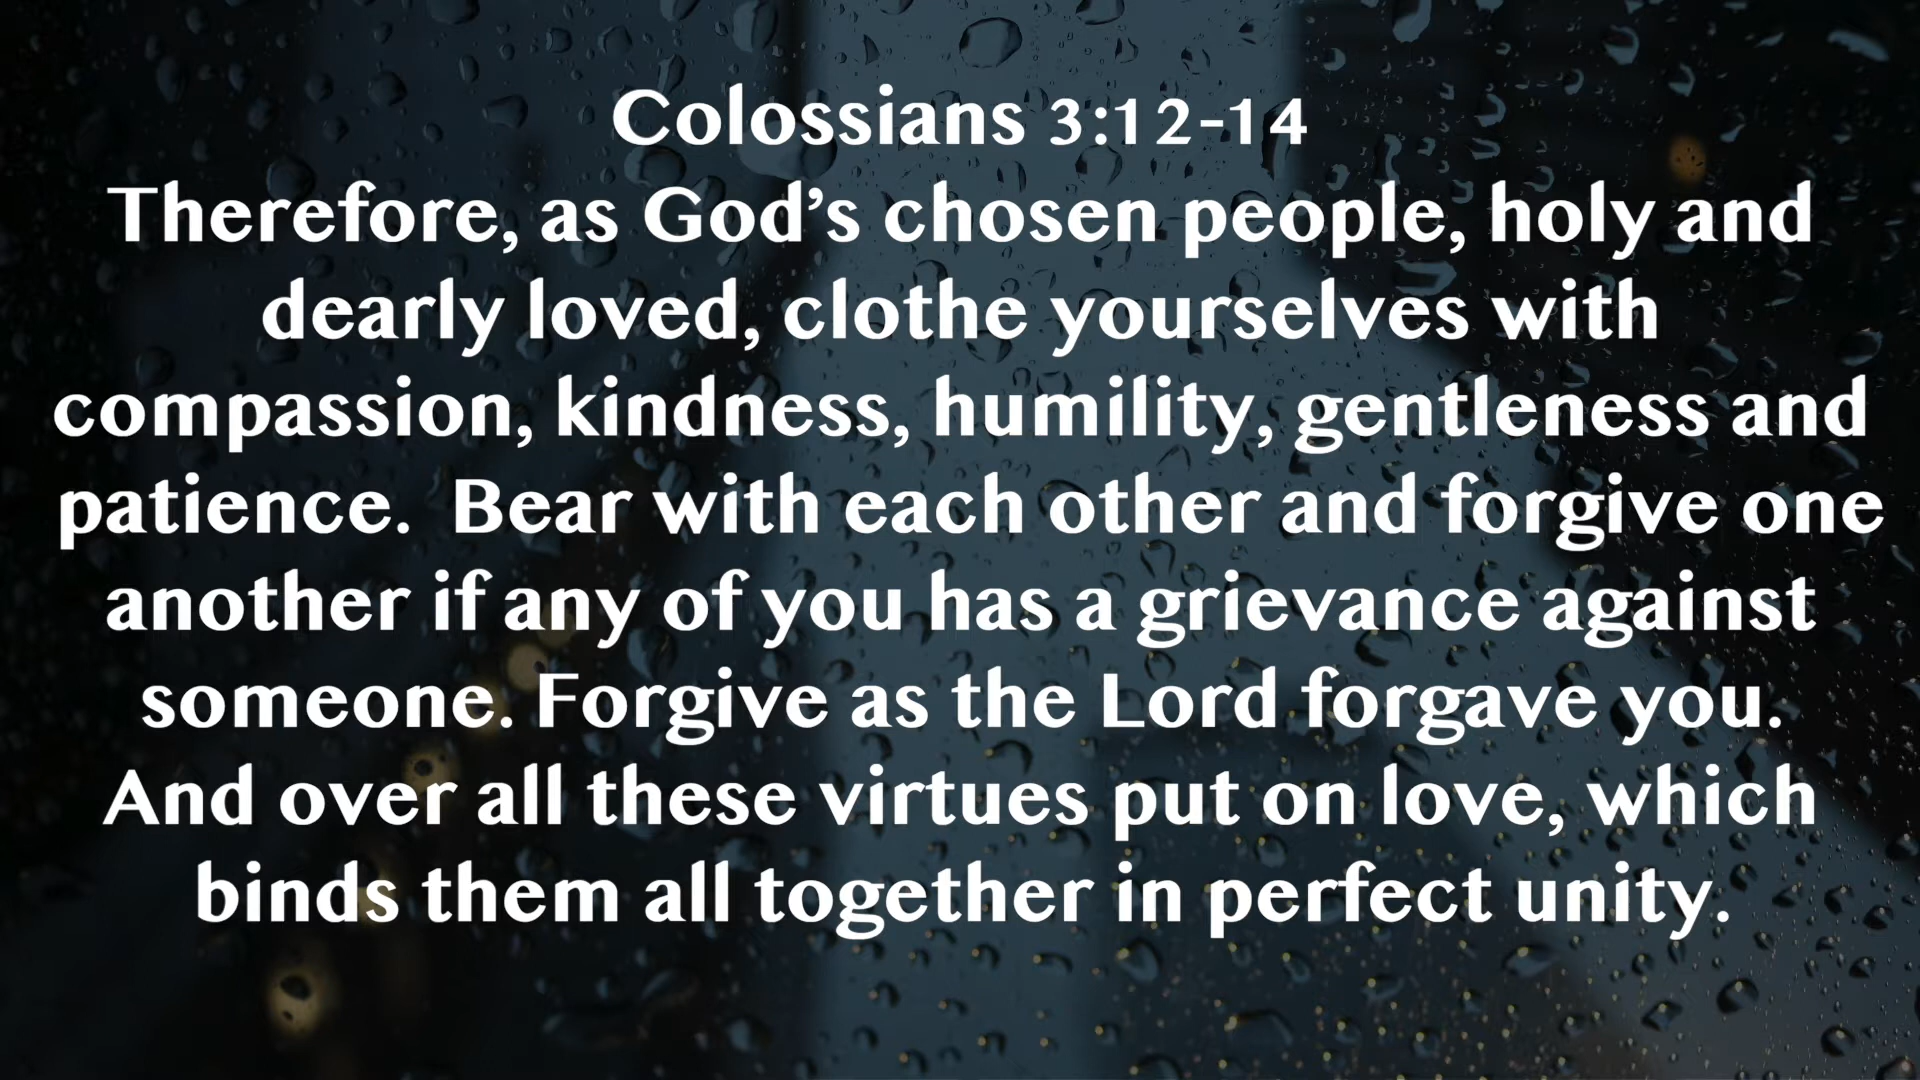 Colossians 3:12-14
Therefore, as God’s chosen people, holy and
dearly loved, clothe yourselves with
compassion, kindness, humility, gentleness and
patience.  Bear with each other and forgive one
another if any of you has a grievance against
someone. Forgive as the Lord forgave you.
And over all these virtues put on love, which
binds them all together in perfect unity.